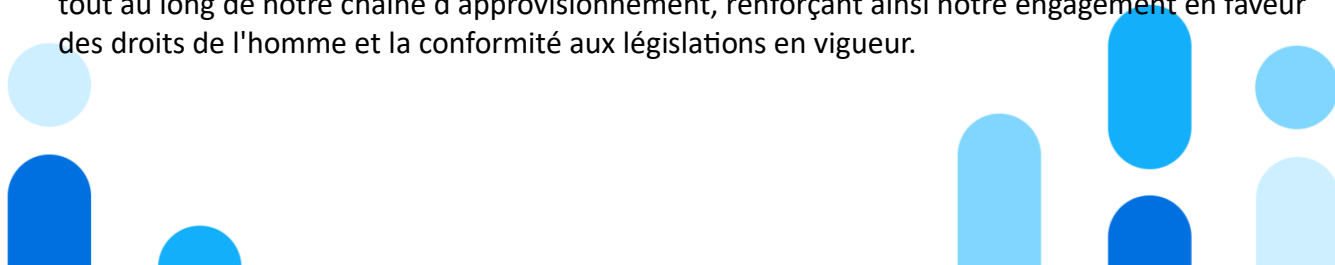 tout au long de notre chaîne d'approvisionnement, renforçant ainsi notre engagement en faveur
des droits de l'homme et la conformité aux législations en vigueur.